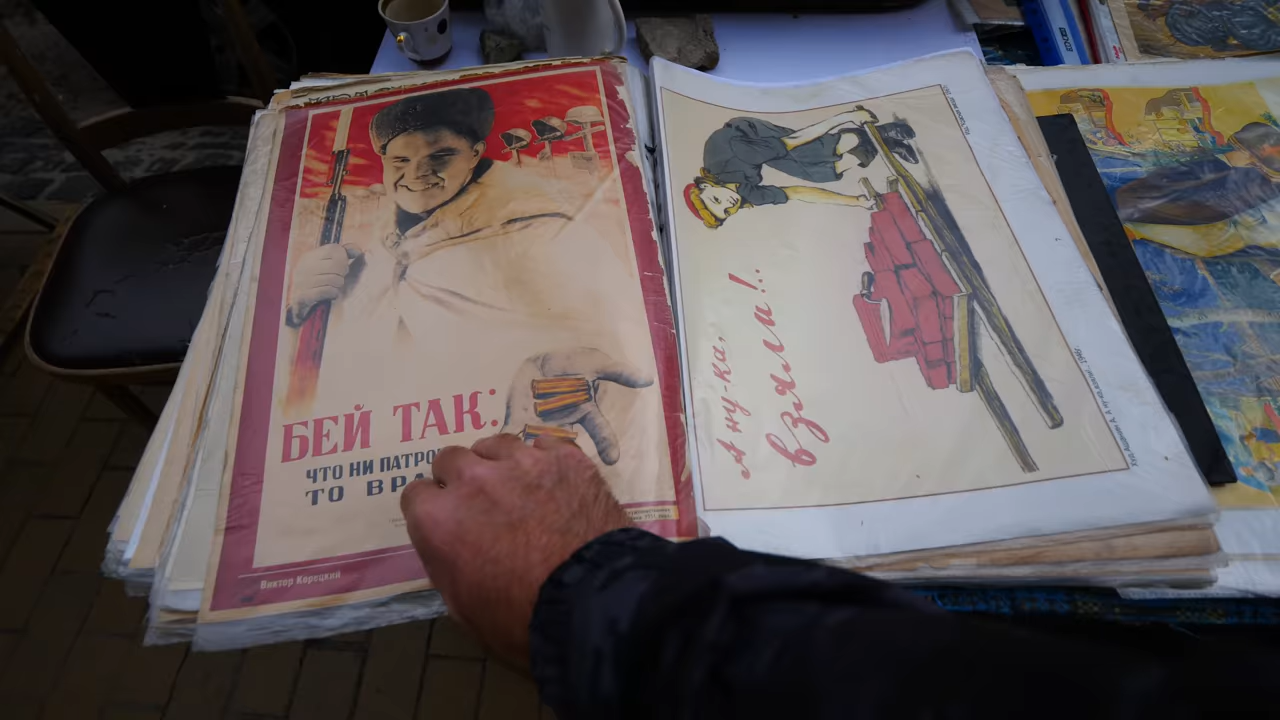 БЕЙ ТАК:
ЧТО НИ ПАТРО
ТО ВРА
Виктор Корецкий
А ну-ка,
взяли!..